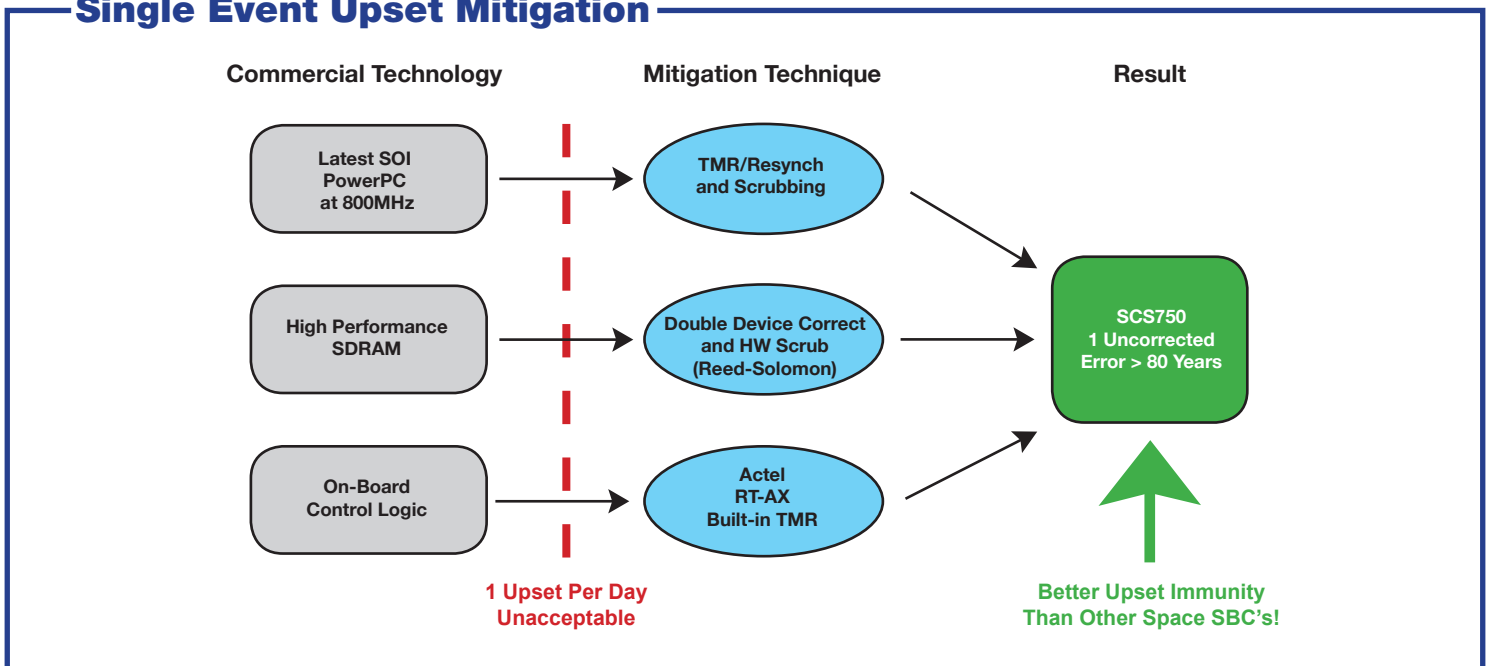 Single Event Upset Mitigation
Commercial Technology
Mitigation Technique
Result
Latest SOI
PowerPC
at 800MHz
TMR/Resynch
and Scrubbing
High Performance
SDRAM
Double Device Correct
and HW Scrub
(Reed-Solomon)
SCS750
1 Uncorrected
Error > 80 Years
On-Board
Control Logic
Actel
RT-AX
Built-in TMR
1 Upset Per Day
Unacceptable
Better Upset Immunity
Than Other Space SBC's!